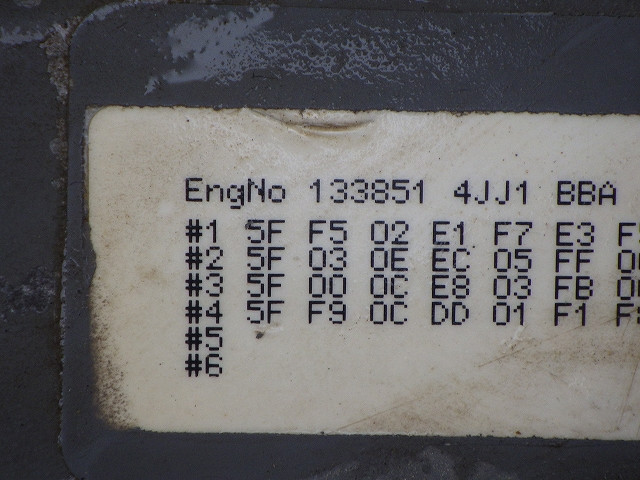 EngNo 133851 4JJ1 BBA
#1 5F F5 02 E1 F7 E3
#2 5F 03 0E EC 05 FF
#3 5F 00 0C E8 03 FB
#4 5F F9 0C DD 01 F1
#5
#6